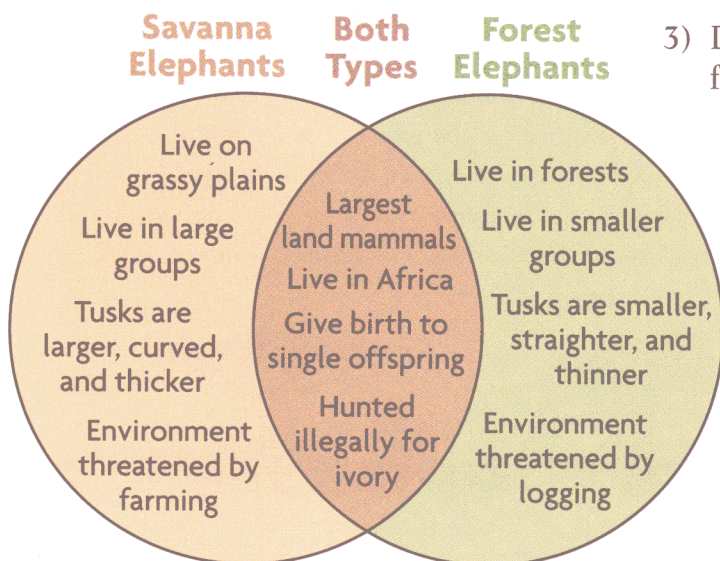 Savanna
Elephants
Both
Types
Forest
Elephants
3)
Live on
grassy plains
Live in large
groups
Tusks are
larger, curved,
and thicker
Environment
threatened by
farming
Largest
land mammals
Live in Africa
Give birth to
single offspring
Hunted
illegally for
ivory
Live in forests
Live in smaller
groups
Tusks are smaller,
straighter, and
thinner
Environment
threatened by
logging